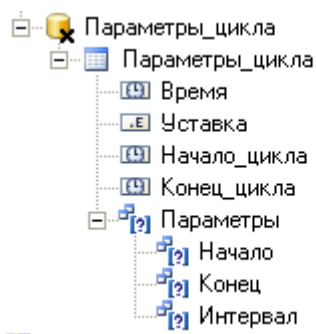 Параметры_цикла
Параметры_цикла
Время
Уставка
Начало_цикла
Конец_цикла
Параметры
Начало
Конец
Интервал